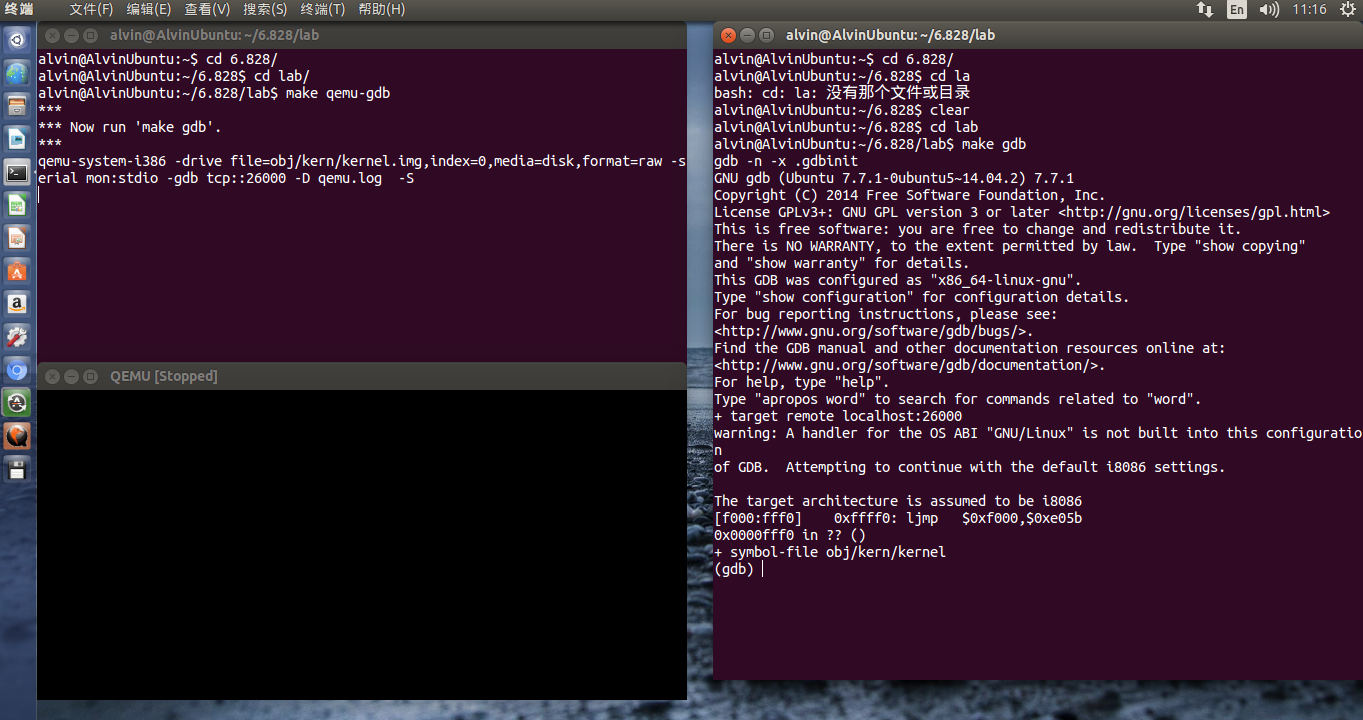 终端 文件(F) 编辑(E) 查看(V) 搜索(S) 终端(T) 帮助(H) En 11:16
alvin@AlvinUbuntu: ~/6.828/lab
alvin@AlvinUbuntu:~$ cd 6.828/
alvin@AlvinUbuntu:~/6.828$ cd lab/
alvin@AlvinUbuntu:~/6.828/lab$ make qemu-gdb
***
*** Now run 'make gdb'.
***
qemu-system-i386 -drive file=obj/kern/kernel.img,index=0,media=disk,format=raw -s
erial mon:stdio -gdb tcp::26000 -D qemu.log  -S
QEMU [Stopped]
alvin@AlvinUbuntu: ~/6.828/lab
alvin@AlvinUbuntu:~$ cd 6.828/
alvin@AlvinUbuntu:~/6.828$ cd la
bash: cd: la: 没有那个文件或目录
alvin@AlvinUbuntu:~/6.828$ clear
alvin@AlvinUbuntu:~/6.828$ cd lab
alvin@AlvinUbuntu:~/6.828/lab$ make gdb
gdb -n -x .gdbinit
GNU gdb (Ubuntu 7.7.1-0ubuntu5~14.04.2) 7.7.1
Copyright (C) 2014 Free Software Foundation, Inc.
License GPLv3+: GNU GPL version 3 or later <http://gnu.org/licenses/gpl.html>
This is free software: you are free to change and redistribute it.
There is NO WARRANTY, to the extent permitted by law.  Type "show copying"
and "show warranty" for details.
This GDB was configured as "x86_64-linux-gnu".
Type "show configuration" for configuration details.
For bug reporting instructions, please see:
<http://www.gnu.org/software/gdb/bugs/>.
Find the GDB manual and other documentation resources online at:
<http://www.gnu.org/software/gdb/documentation/>.
For help, type "help".
Type "apropos word" to search for commands related to "word".
+ target remote localhost:26000
warning: A handler for the OS ABI "GNU/Linux" is not built into this configuratio
n
of GDB.  Attempting to continue with the default i8086 settings.
The target architecture is assumed to be i8086
[f000:fff0]    0xffff0: ljmp   $0xf000,$0xe05b
0x0000fff0 in ?? ()
+ symbol-file obj/kern/kernel
(gdb)